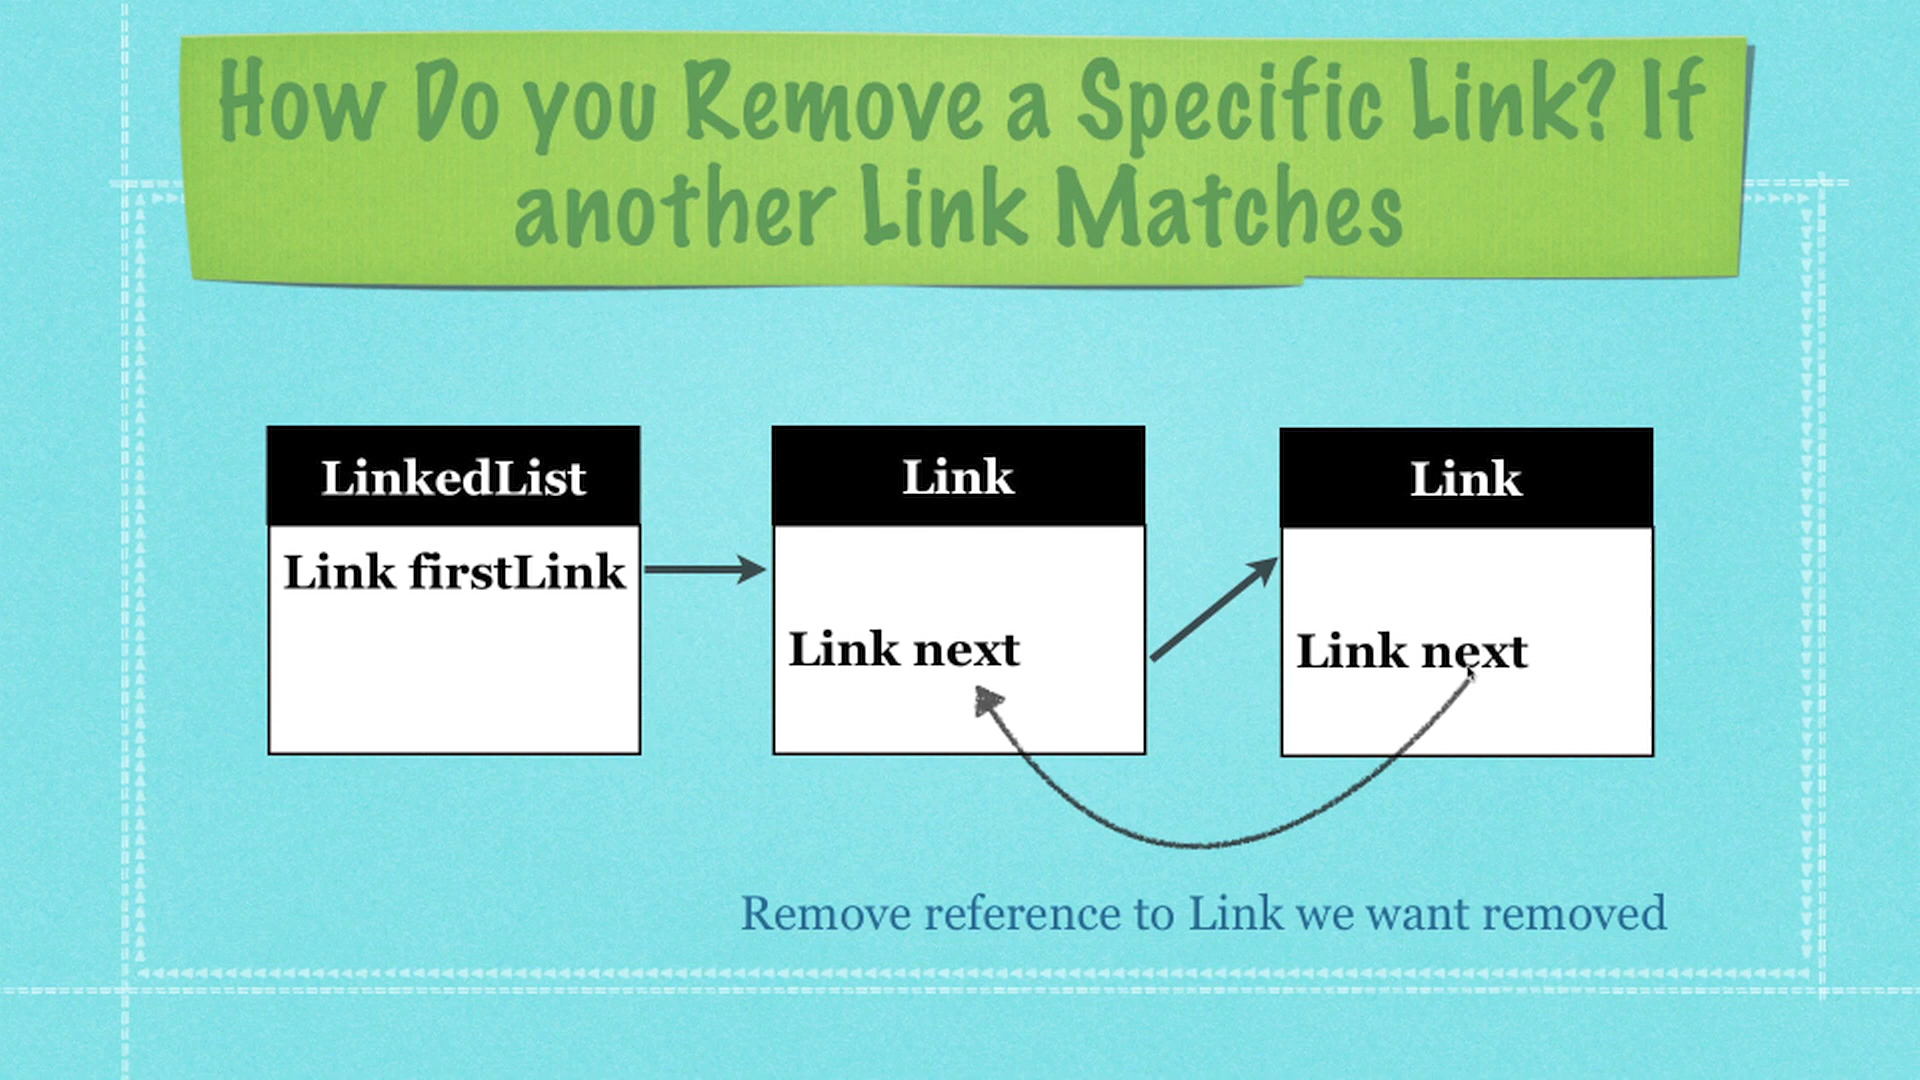 How Do you Remove a Specific Link? If
another Link Matches
LinkedList
Link firstLink
Link
Link next
Link
Link next
Remove reference to Link we want removed